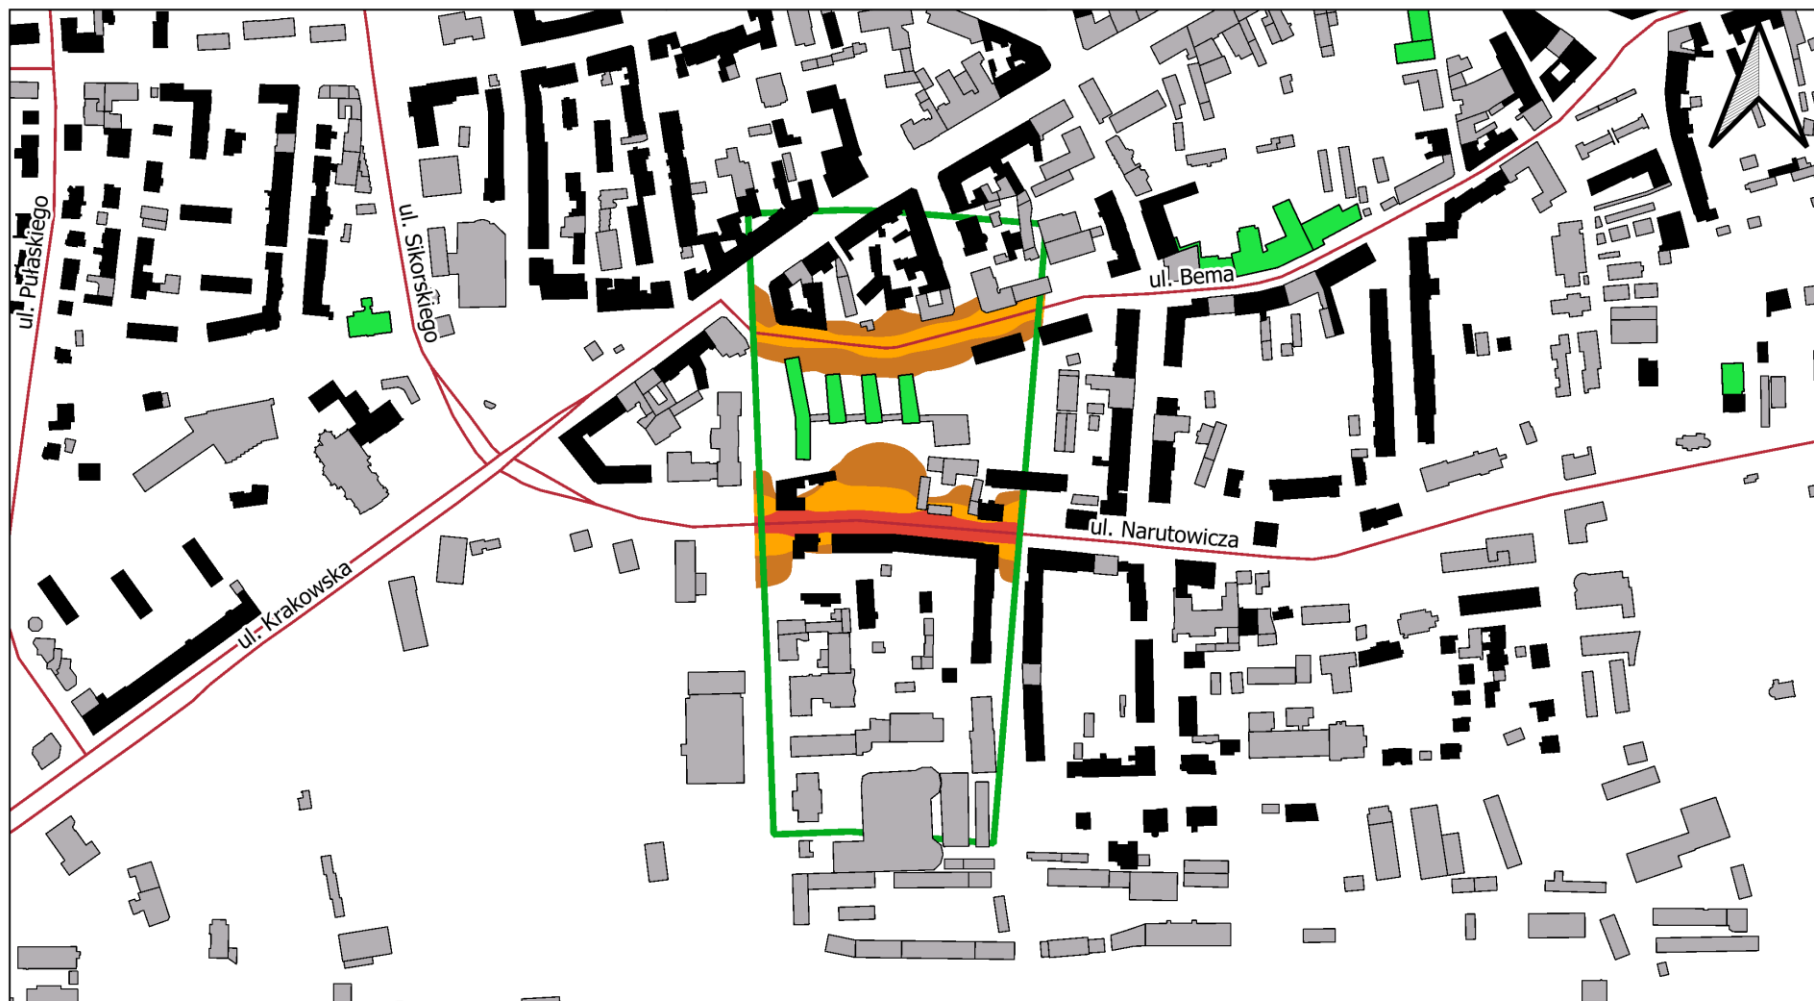 ul. Pułaskiego
ul. Sikorskiego
ul. Bema
ul. Narutowicza
ul. Krakowska